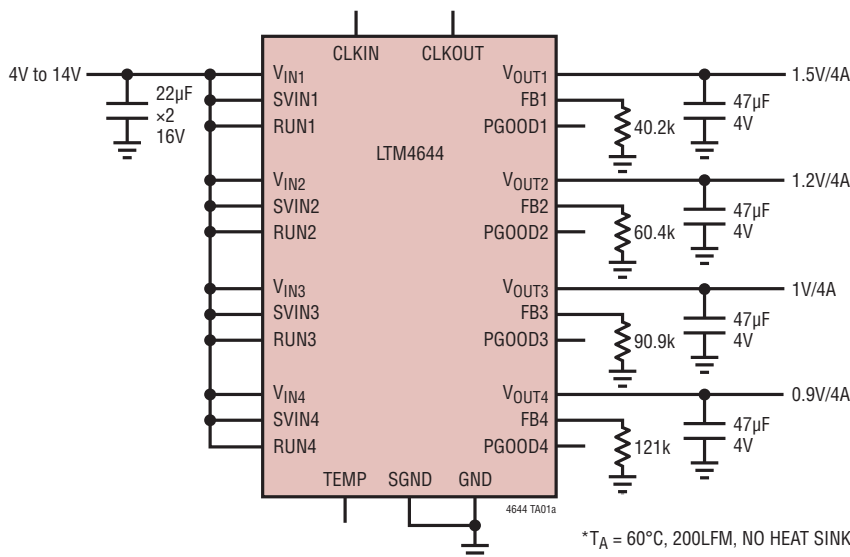 CLKIN CLKOUT
4V to 14V
22µF
×2
16V
VIN1
SVIN1
RUN1
VIN2
SVIN2
RUN2
VIN3
SVIN3
RUN3
VIN4
SVIN4
RUN4
LTM4644
VOUT1
FB1
PGOOD1
VOUT2
FB2
PGOOD2
VOUT3
FB3
PGOOD3
VOUT4
FB4
PGOOD4
40.2k
47µF
4V
1.5V/4A
60.4k
47µF
4V
1.2V/4A
90.9k
47µF
4V
1V/4A
121k
47µF
4V
0.9V/4A
TEMP SGND GND
4644 TA01a
*TA = 60°C, 200LFM, NO HEAT SINK